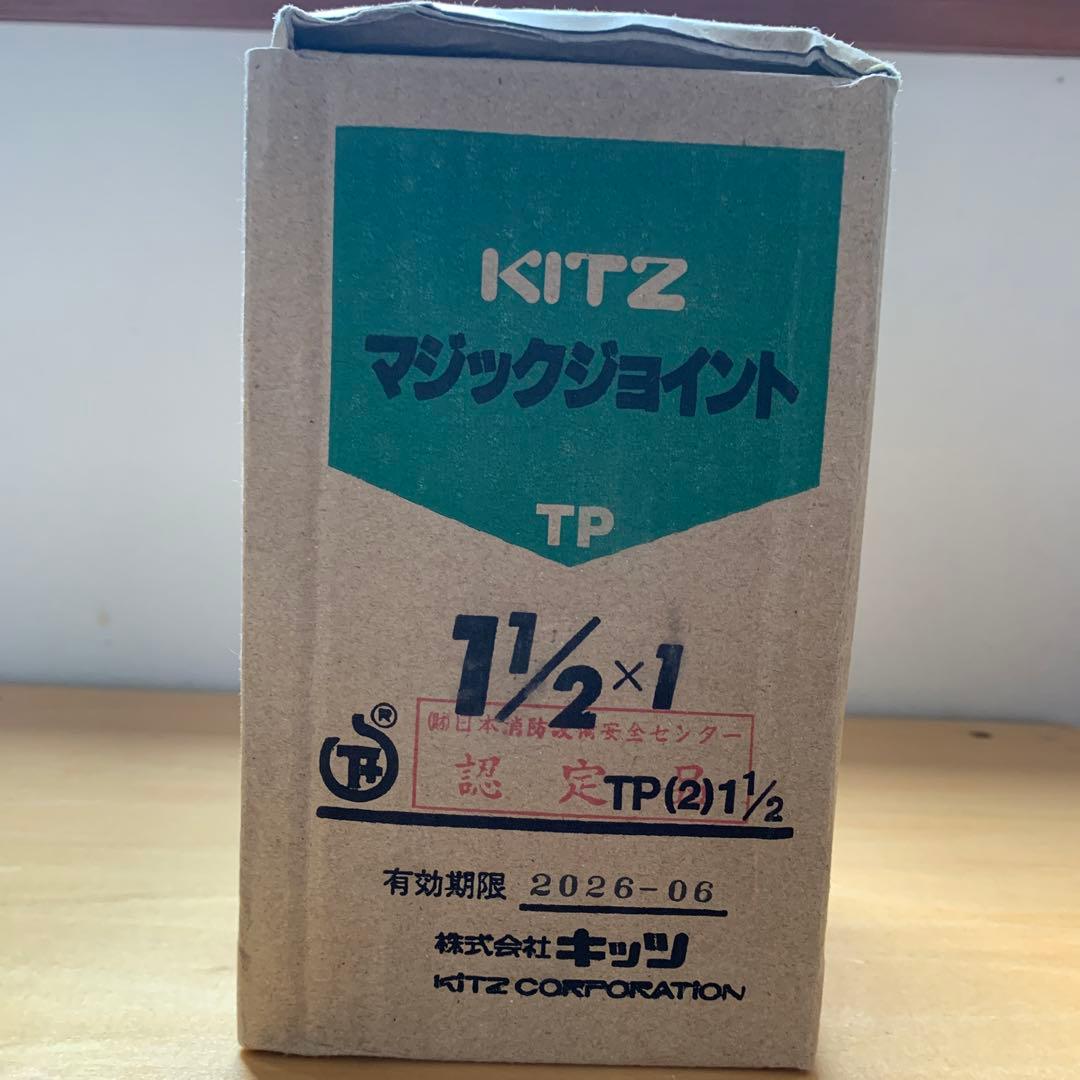 KITZ
マジックジョイント
TP
1 1/2 × 1
®
(財)日本消防設備安全センター
認定品
TP(2)1 1/2
有効期限 2026-06
株式会社キッツ
KITZ CORPORATION